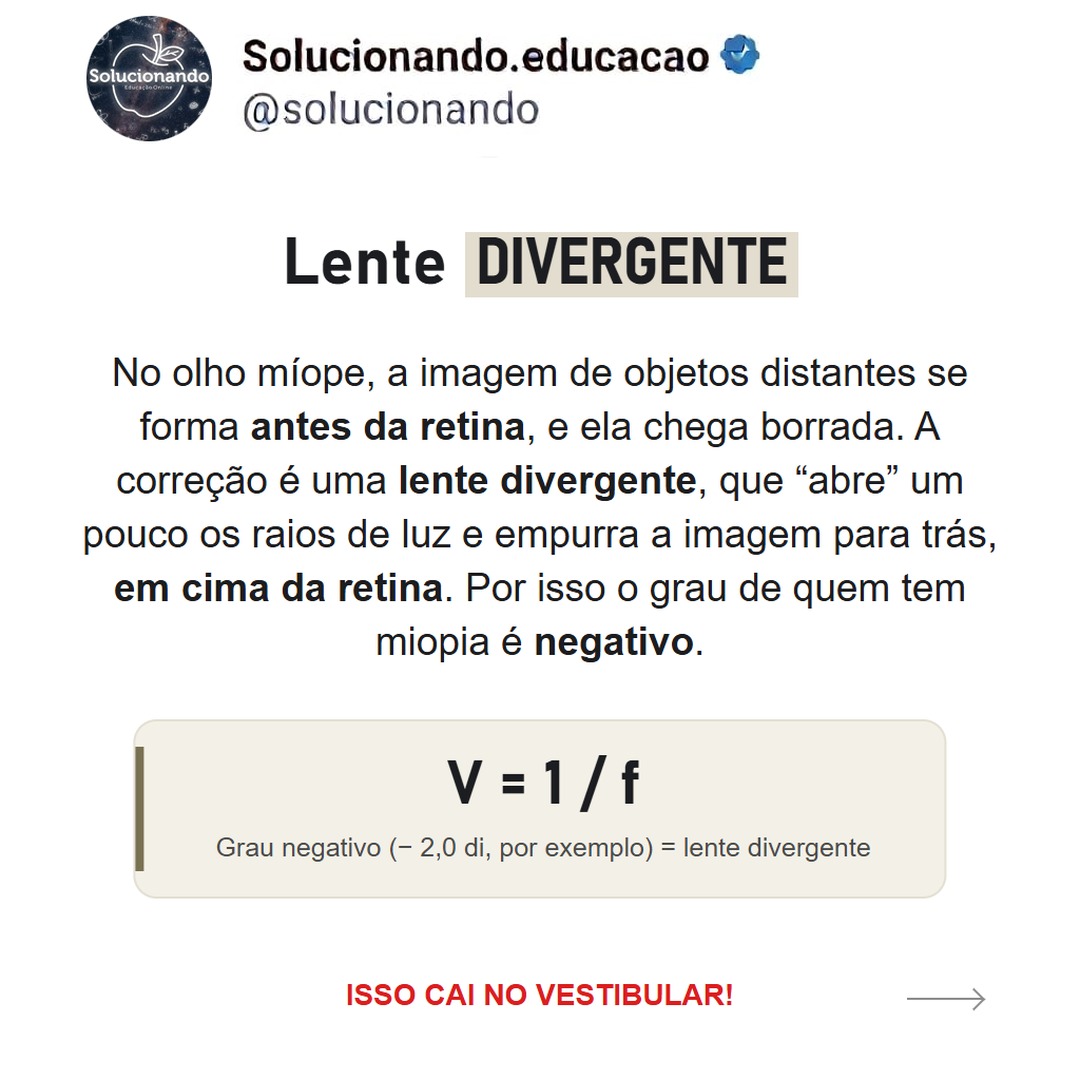 Solucionando
Educação Online
Solucionando.educacao
@solucionando
Lente DIVERGENTE
No olho míope, a imagem de objetos distantes se
forma antes da retina, e ela chega borrada. A
correção é uma lente divergente, que “abre” um
pouco os raios de luz e empurra a imagem para trás,
em cima da retina. Por isso o grau de quem tem
miopia é negativo.
V = 1 / f
Grau negativo (− 2,0 di, por exemplo) = lente divergente
ISSO CAI NO VESTIBULAR!